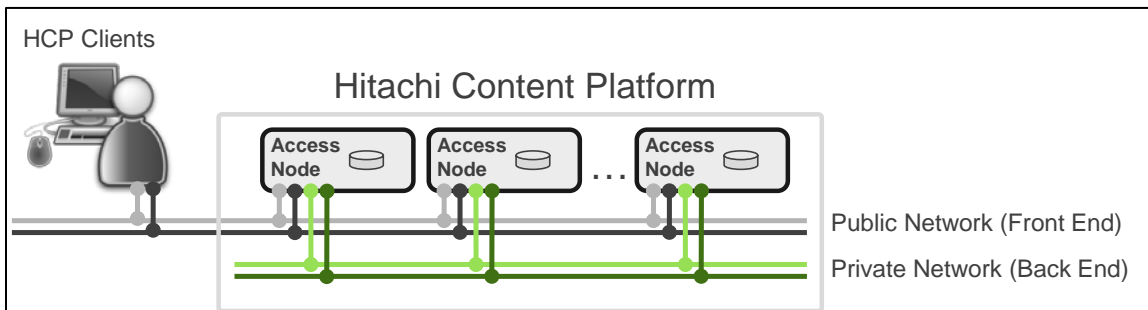 HCP Clients
Hitachi Content Platform
Access
Node
Access
Node
...
Access
Node
Public Network (Front End)
Private Network (Back End)